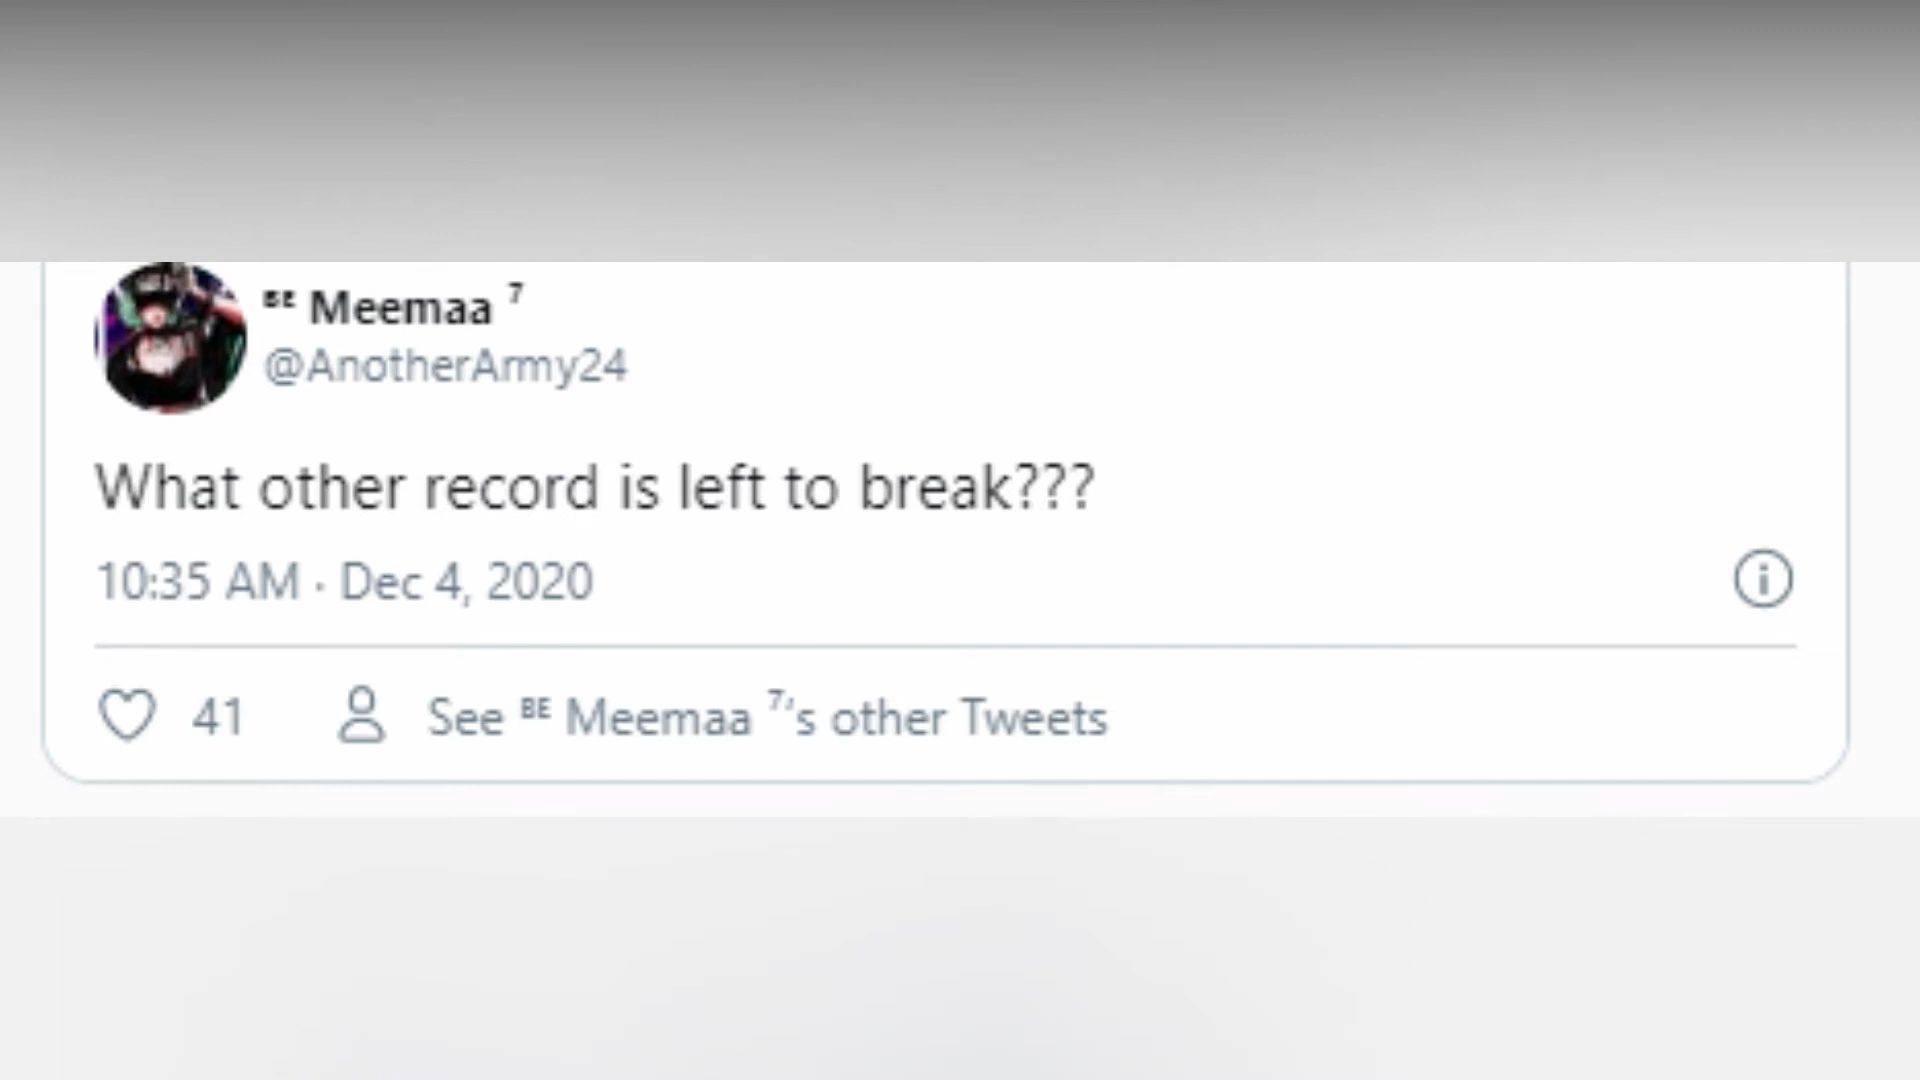 ᴮᴱ Meemaa ⁷
@AnotherArmy24
What other record is left to break???
10:35 AM · Dec 4, 2020
41 See ᴮᴱ Meemaa ⁷'s other Tweets